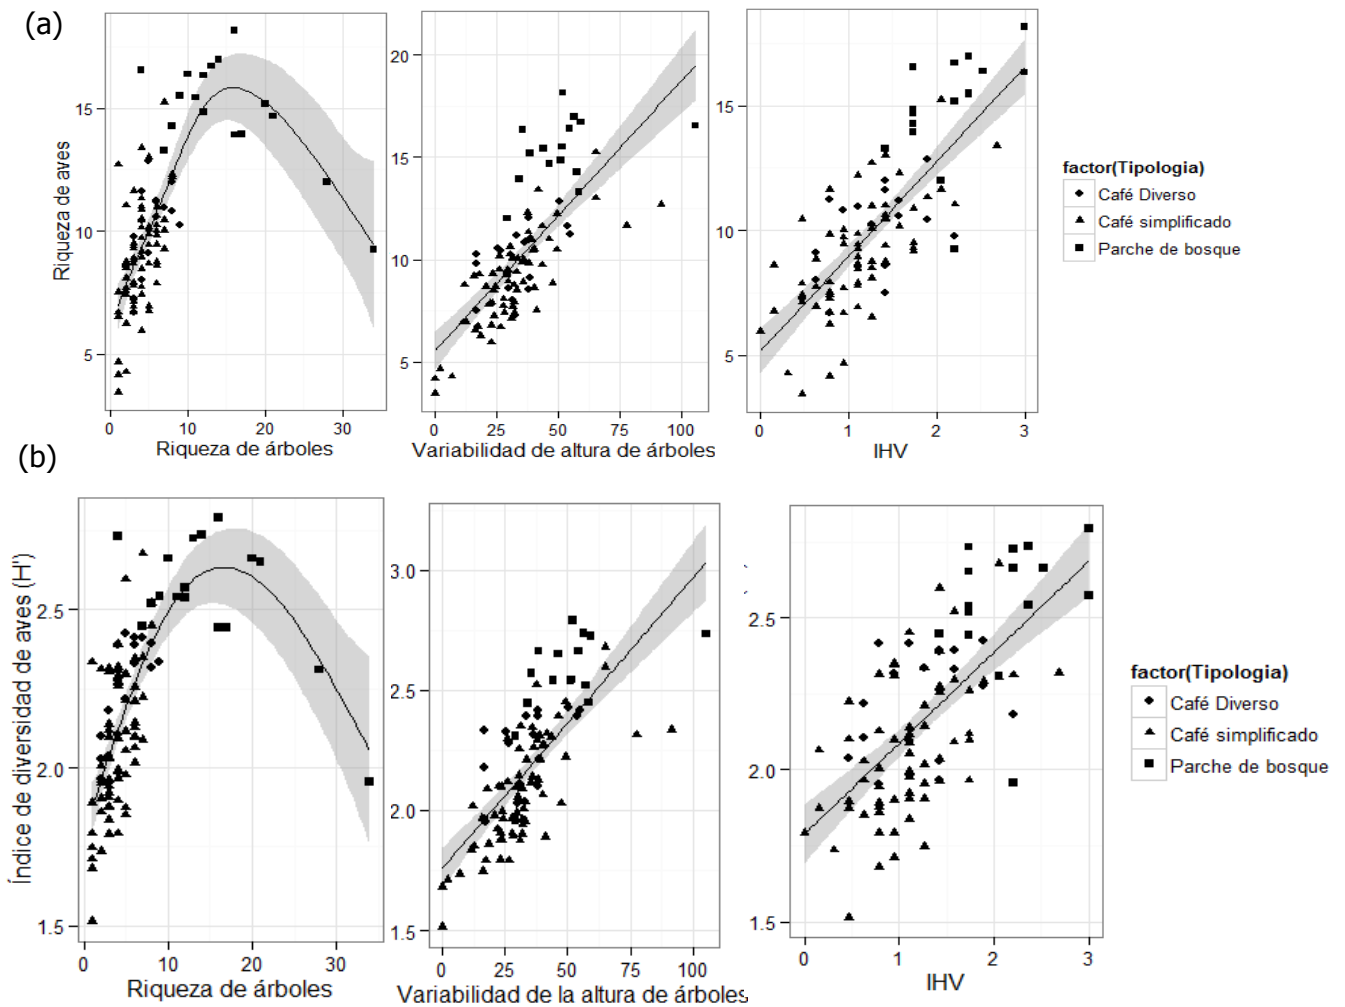 (a)
Riqueza de aves
15
10
5
0 10 20 30
Riqueza de árboles
20
15
10
5
0 25 50 75 100
Variabilidad de altura de árboles
15
10
5
0 1 2 3
IHV
factor(Tipologia)
Café Diverso
Café simplificado
Parche de bosque
(b)
Índice de diversidad de aves (H')
2.5
2.0
1.5
0 10 20 30
Riqueza de árboles
3.0
2.5
2.0
1.5
0 25 50 75 100
Variabilidad de la altura de árboles
2.5
2.0
1.5
0 1 2 3
IHV
factor(Tipologia)
Café Diverso
Café simplificado
Parche de bosque